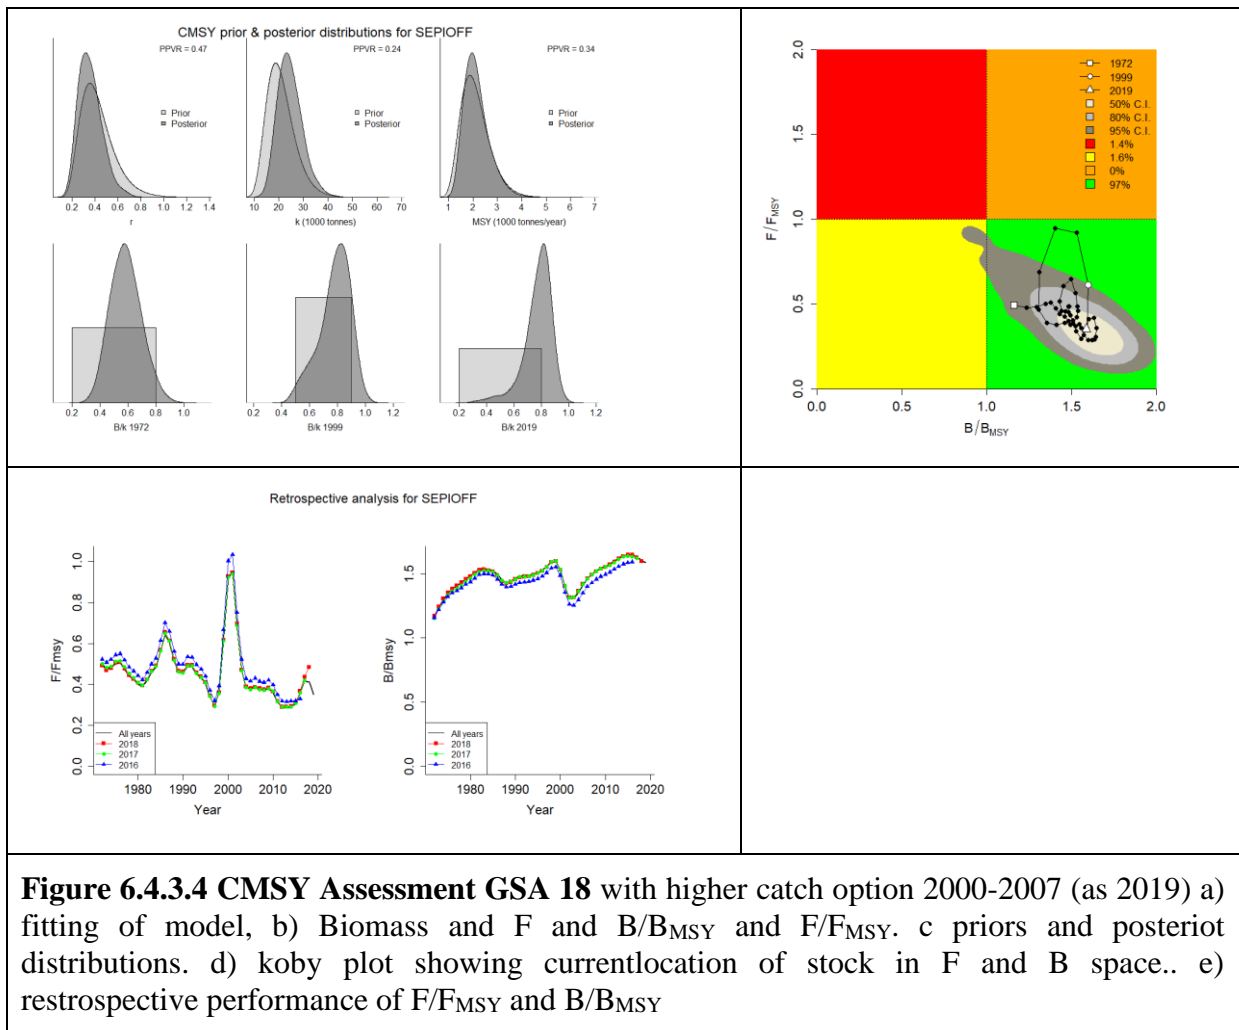 CMSY prior & posterior distributions for SEPIOFF
PPVR = 0.47
Prior
Posterior
0.2 0.4 0.6 0.8 1.0 1.2 1.4
r
PPVR = 0.24
Prior
Posterior
10 20 30 40 50 60 70
k (1000 tonnes)
PPVR = 0.34
Prior
Posterior
1 2 3 4 5 6 7
MSY (1000 tonnes/year)
0.2 0.4 0.6 0.8 1.0
B/k 1972
0.2 0.4 0.6 0.8 1.0 1.2
B/k 1999
0.2 0.4 0.6 0.8 1.0 1.2
B/k 2019
2.0
1.5
1.0
0.5
0.0
F/FMSY
1972
1999
2019
50% C.I.
80% C.I.
95% C.I.
1.4%
1.6%
0%
97%
0.0 0.5 1.0 1.5 2.0
B/BMSY
Retrospective analysis for SEPIOFF
1.0
0.8
0.6
0.4
0.2
0.0
F/Fmsy
All years
2018
2017
2016
1980 1990 2000 2010 2020
Year
1.5
1.0
0.5
0.0
B/Bmsy
All years
2018
2017
2016
1980 1990 2000 2010 2020
Year
Figure 6.4.3.4 CMSY Assessment GSA 18 with higher catch option 2000-2007 (as 2019) a)
fitting of model, b) Biomass and F and B/BMSY and F/FMSY. c priors and posteriot
distributions. d) koby plot showing currentlocation of stock in F and B space.. e)
restrospective performance of F/FMSY and B/BMSY